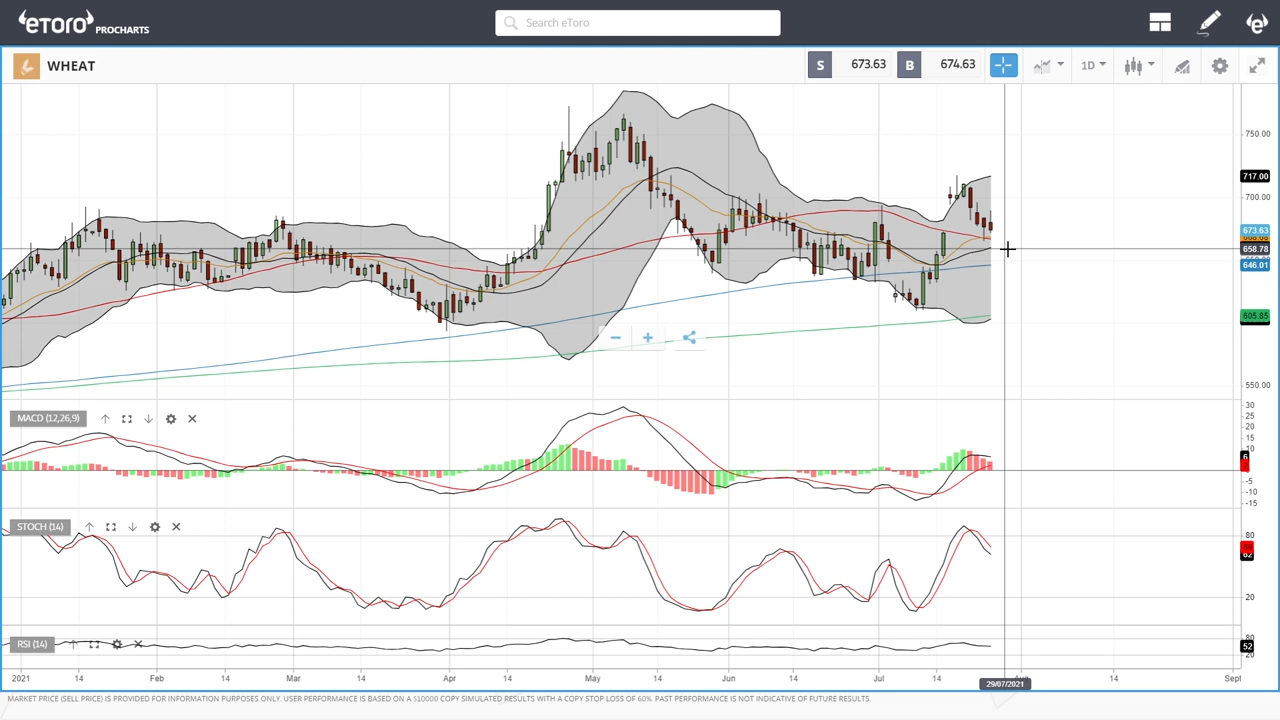 eToro PROCHARTS
Search eToro
WHEAT
S 673.63 B 674.63 1D
750.00
717.00
700.00
673.63
658.78
646.01
605.85
550.00
MACD (12,26,9)
30
25
20
15
10
6
-5
-10
-15
STOCH (14)
80
62
20
RSI (14)
80
52
20
2021 14 Feb 14 Mar 14 Apr 14 May 14 Jun 14 Jul 14 14 Sept
29/07/2021
MARKET PRICE (SELL PRICE) IS PROVIDED FOR INFORMATION PURPOSES ONLY. USER PERFORMANCE IS BASED ON A $10000 COPY SIMULATED RESULTS WITH A COPY STOP LOSS OF 60%. PAST PERFORMANCE IS NOT INDICATIVE OF FUTURE RESULTS.